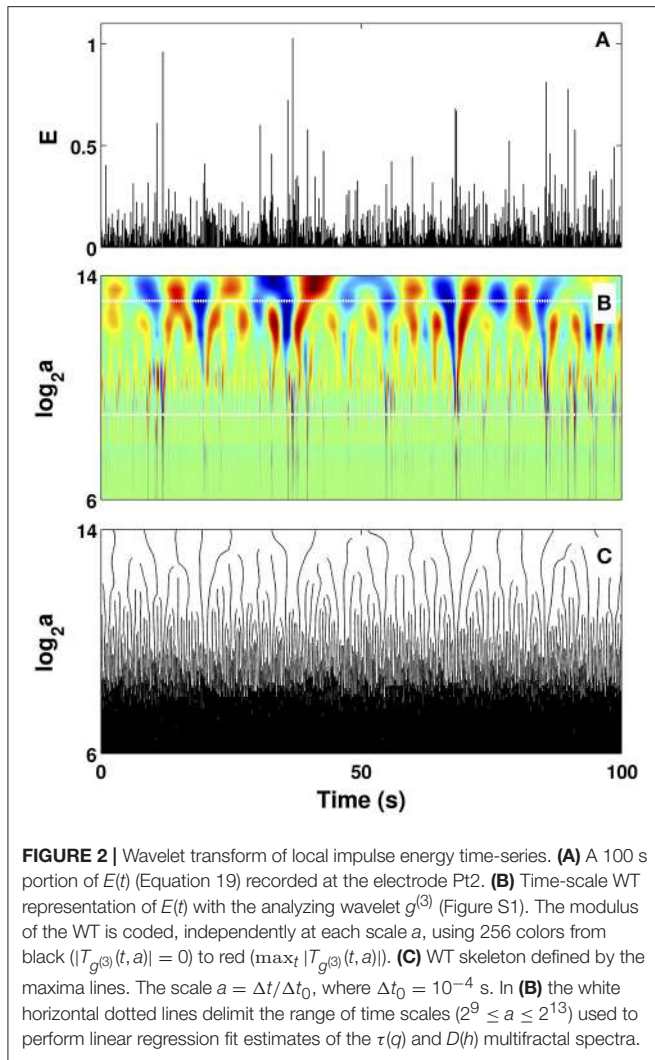 A
1
0.5
0
E
14
B
log₂a
6
14
C
log₂a
6
0 50 100
Time (s)
FIGURE 2 | Wavelet transform of local impulse energy time-series. (A) A 100 s
portion of E(t) (Equation 19) recorded at the electrode Pt2. (B) Time-scale WT
representation of E(t) with the analyzing wavelet g⁽³⁾ (Figure S1). The modulus
of the WT is coded, independently at each scale a, using 256 colors from
black (|T_g⁽³⁾(t, a)| = 0) to red (max_t |T_g⁽³⁾(t, a)|). (C) WT skeleton defined by the
maxima lines. The scale a = Δt/Δt₀, where Δt₀ = 10⁻⁴ s. In (B) the white
horizontal dotted lines delimit the range of time scales (2⁹ ≤ a ≤ 2¹³) used to
perform linear regression fit estimates of the τ(q) and D(h) multifractal spectra.